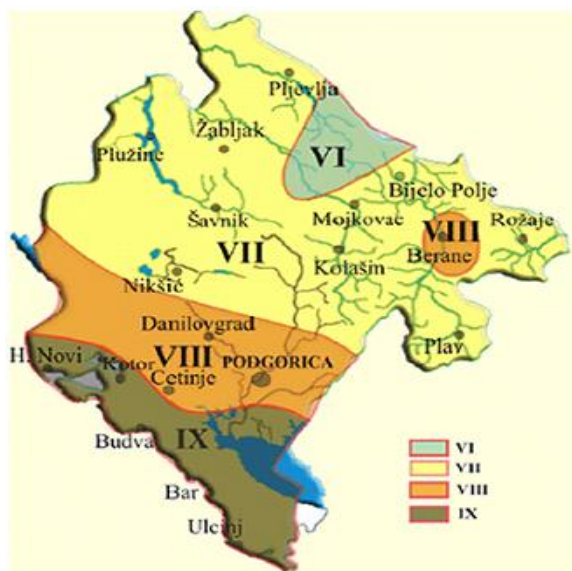 Pljevlja
Žabljak
Plužine
VI
Bijelo Polje
Šavnik
Mojkovac
VIII
Rožaje
VII
Berane
Kolašin
Nikšić
Danilovgrad
Plav
VIII
PODGORICA
H. Novi
Kotor
Cetinje
IX
Budva
Bar
Ulcinj
VI
VII
VIII
IX